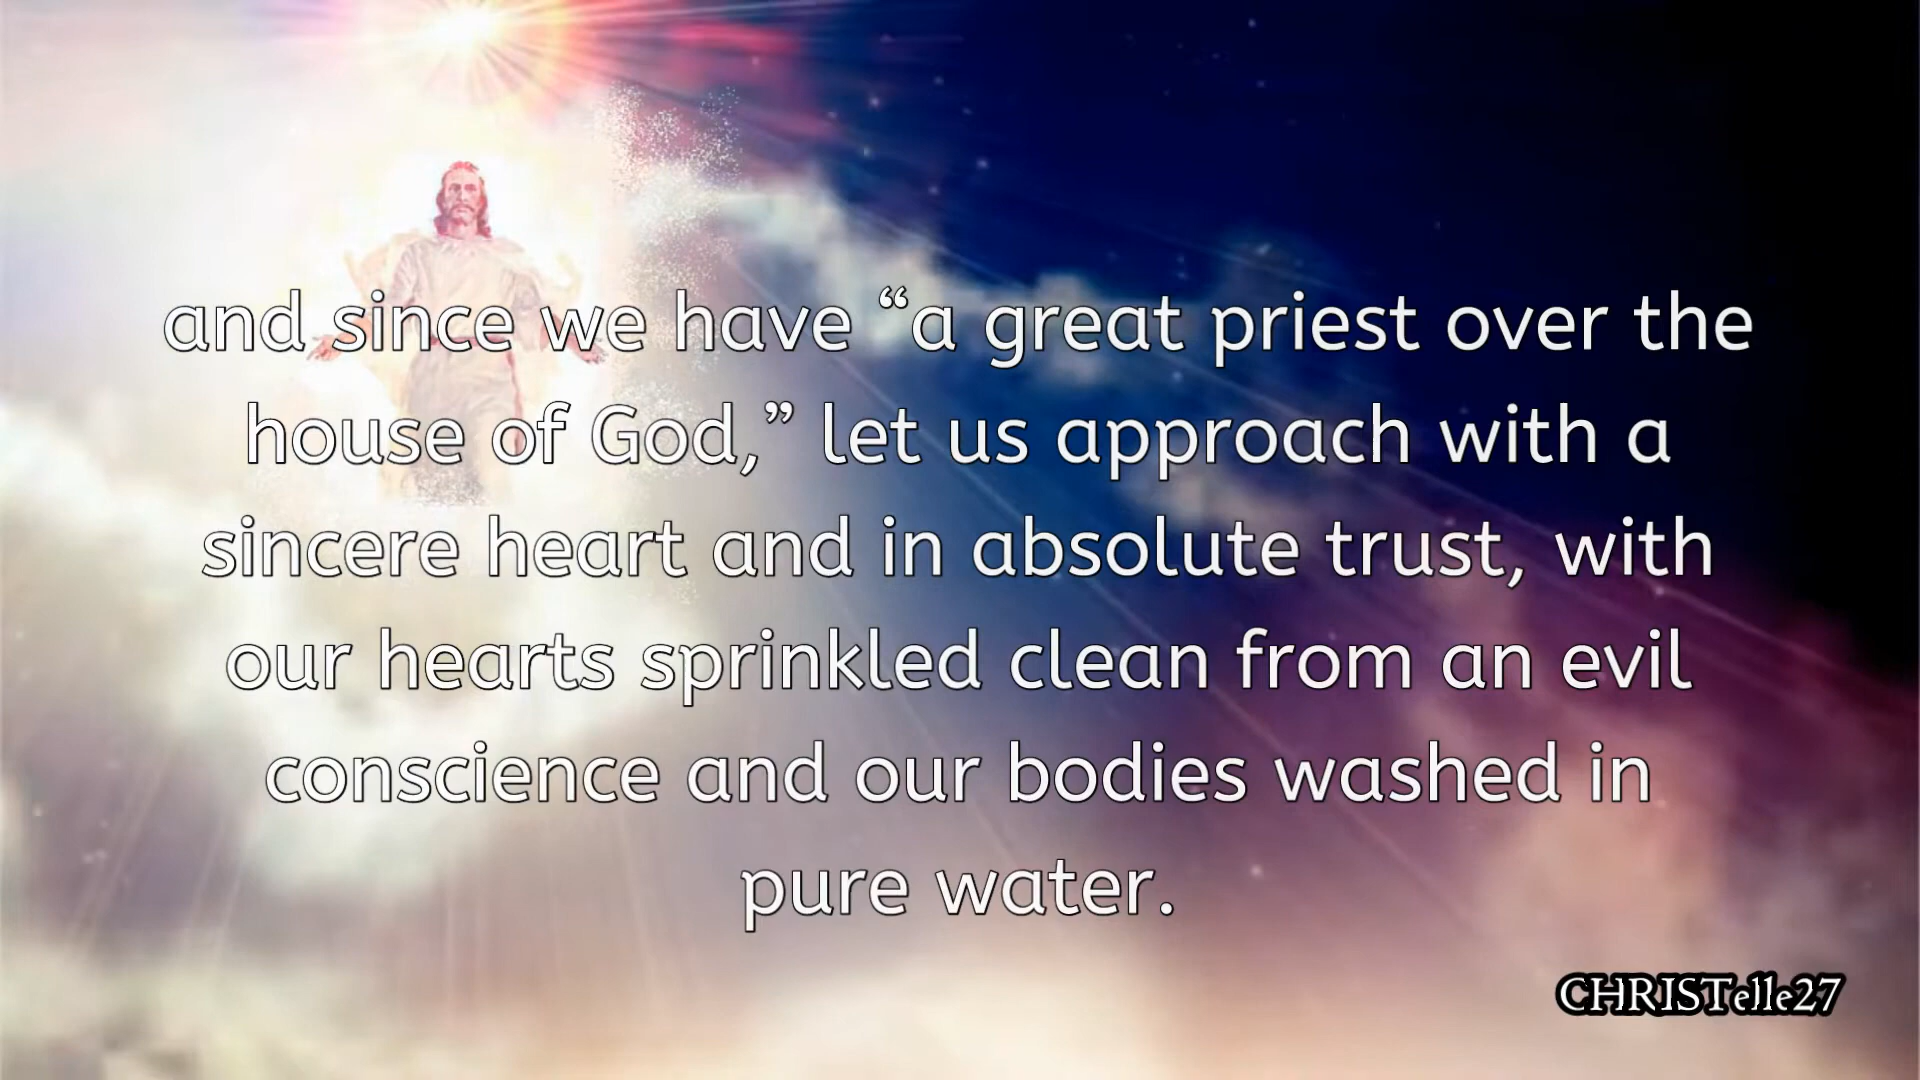 and since we have “a great priest over the
house of God,” let us approach with a
sincere heart and in absolute trust, with
our hearts sprinkled clean from an evil
conscience and our bodies washed in
pure water.
CHRISTelle27